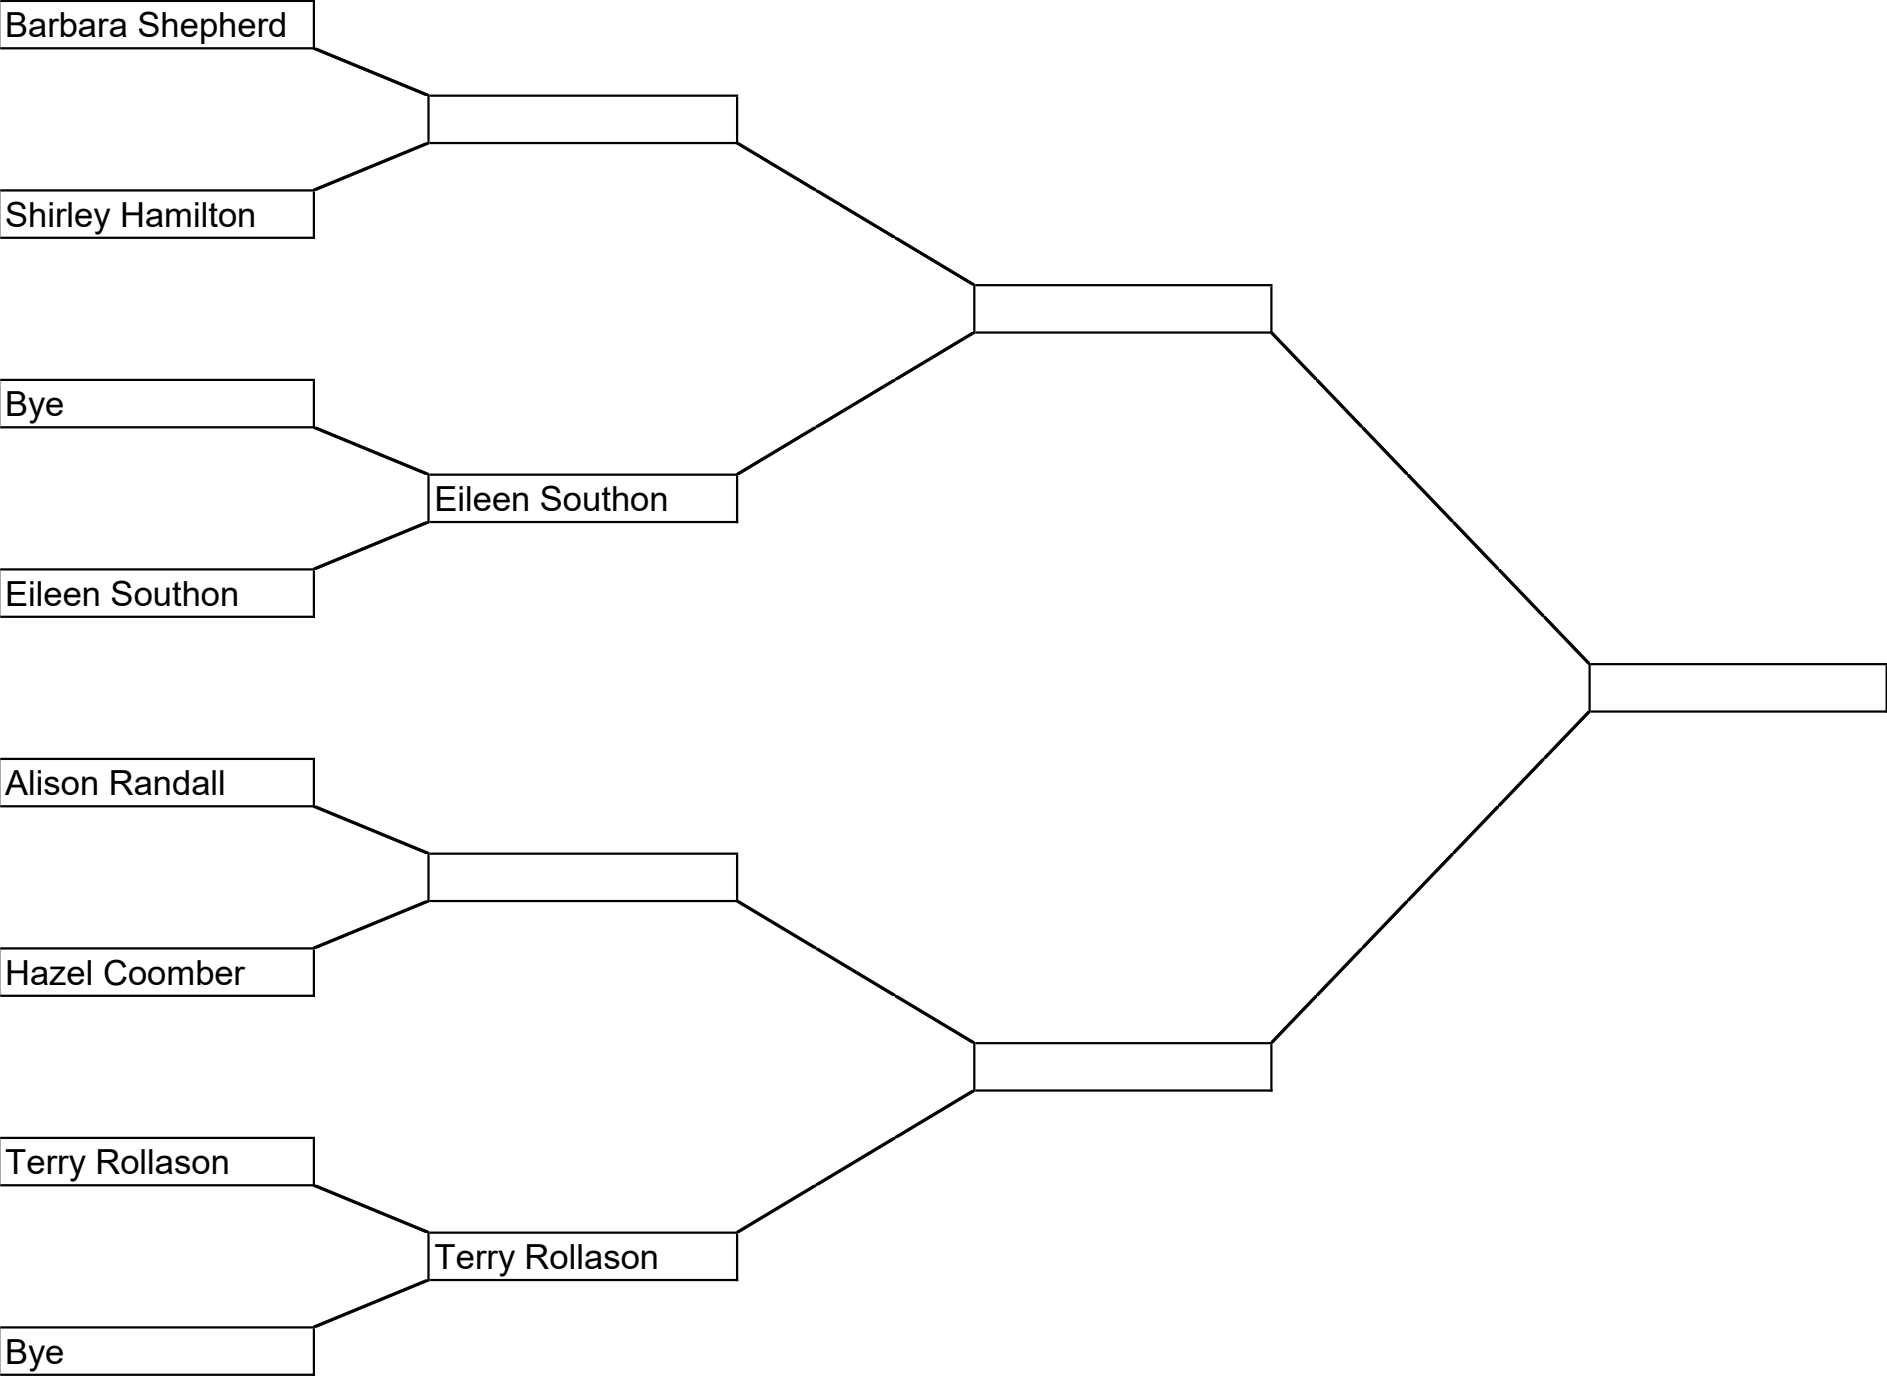 Barbara Shepherd
Shirley Hamilton
Bye
Eileen Southon
Eileen Southon
Alison Randall
Hazel Coomber
Terry Rollason
Terry Rollason
Bye